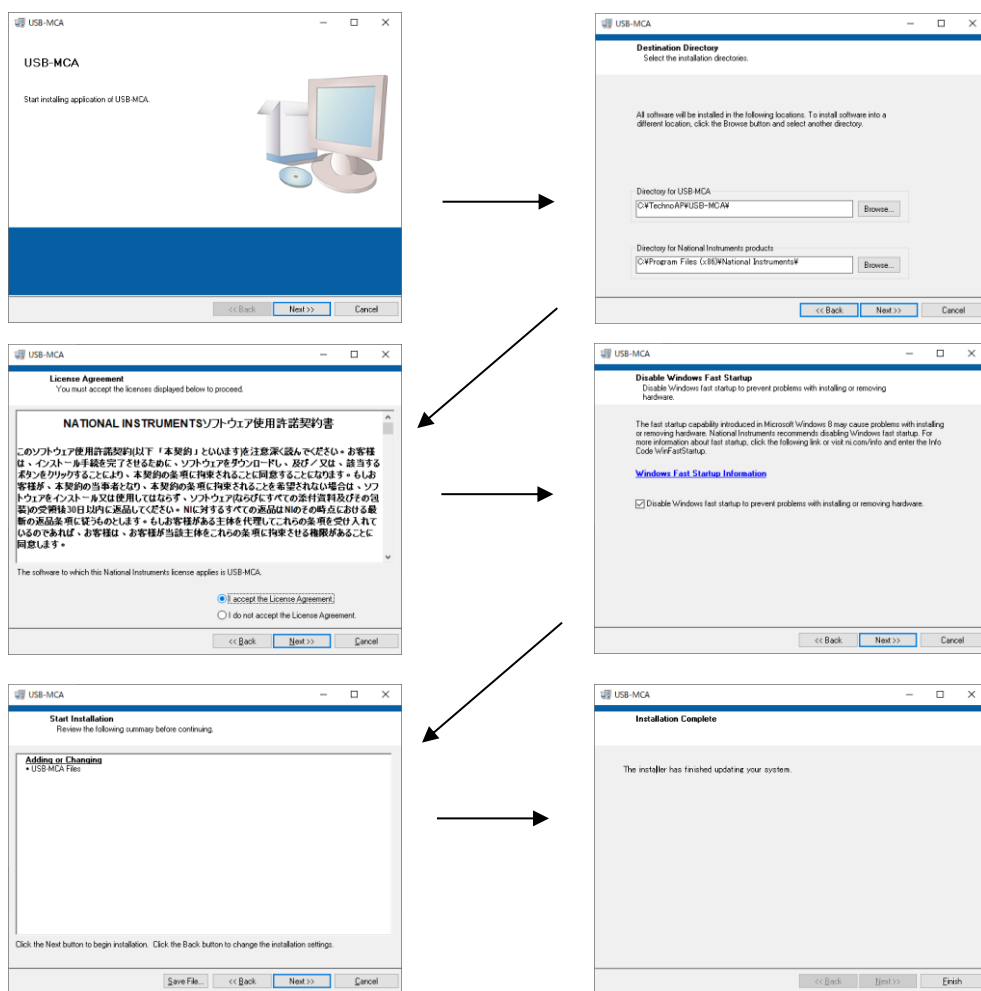 USB-MCA
USB-MCA
Start installing application of USB-MCA.
<< Back
Next >>
Cancel
USB-MCA
Destination Directory
Select the installation directories.
All software will be installed in the following locations. To install software into a
different location, click the Browse button and select another directory.
Directory for USB-MCA
C:¥TechnoAP¥USB-MCA¥
Browse...
Directory for National Instruments products
C:¥Program Files (x86)¥National Instruments¥
Browse...
<< Back
Next >>
Cancel
USB-MCA
License Agreement
You must accept the licenses displayed below to proceed.
NATIONAL INSTRUMENTSソフトウェア使用許諾契約書
このソフトウェア使用許諾契約(以下「本契約」といいます)を注意深く読んでください。お客様
は、インストール手続を完了させるために、ソフトウェアをダウンロードし、及び/又は、該当する
ボタンをクリックすることにより、本契約の条項に拘束されることに同意することになります。もしお
客様が、本契約の当事者となり、本契約の条項に拘束されることを希望されない場合は、ソフ
トウェアをインストール又は使用してはならず、ソフトウェア(ならびにすべての添付資料及びその包
装)の受領後30日以内に返品してください。NIに対するすべての返品はNIのその時点における最
新の返品条項に従うものとします。もしお客様がある主体を代理してこれらの条項を受け入れて
いるのであれば、お客様は、お客様が当該主体をこれらの条項に拘束させる権限があることに
同意します。
The software to which this National Instruments license applies is USB-MCA.
I accept the License Agreement.
I do not accept the License Agreement.
<< Back
Next >>
Cancel
USB-MCA
Disable Windows Fast Startup
Disable Windows fast startup to prevent problems with installing or removing
hardware.
The fast startup capability introduced in Microsoft Windows 8 may cause problems with installing
or removing hardware. National Instruments recommends disabling Windows fast startup. For
more information about fast startup, click the following link or visit ni.com/info and enter the Info
Code WinFastStartup.
Windows Fast Startup Information
Disable Windows fast startup to prevent problems with installing or removing hardware.
<< Back
Next >>
Cancel
USB-MCA
Start Installation
Review the following summary before continuing.
Adding or Changing
• USB-MCA Files
Click the Next button to begin installation. Click the Back button to change the installation settings.
Save File...
<< Back
Next >>
Cancel
USB-MCA
Installation Complete
The installer has finished updating your system.
<< Back
Next >>
Finish